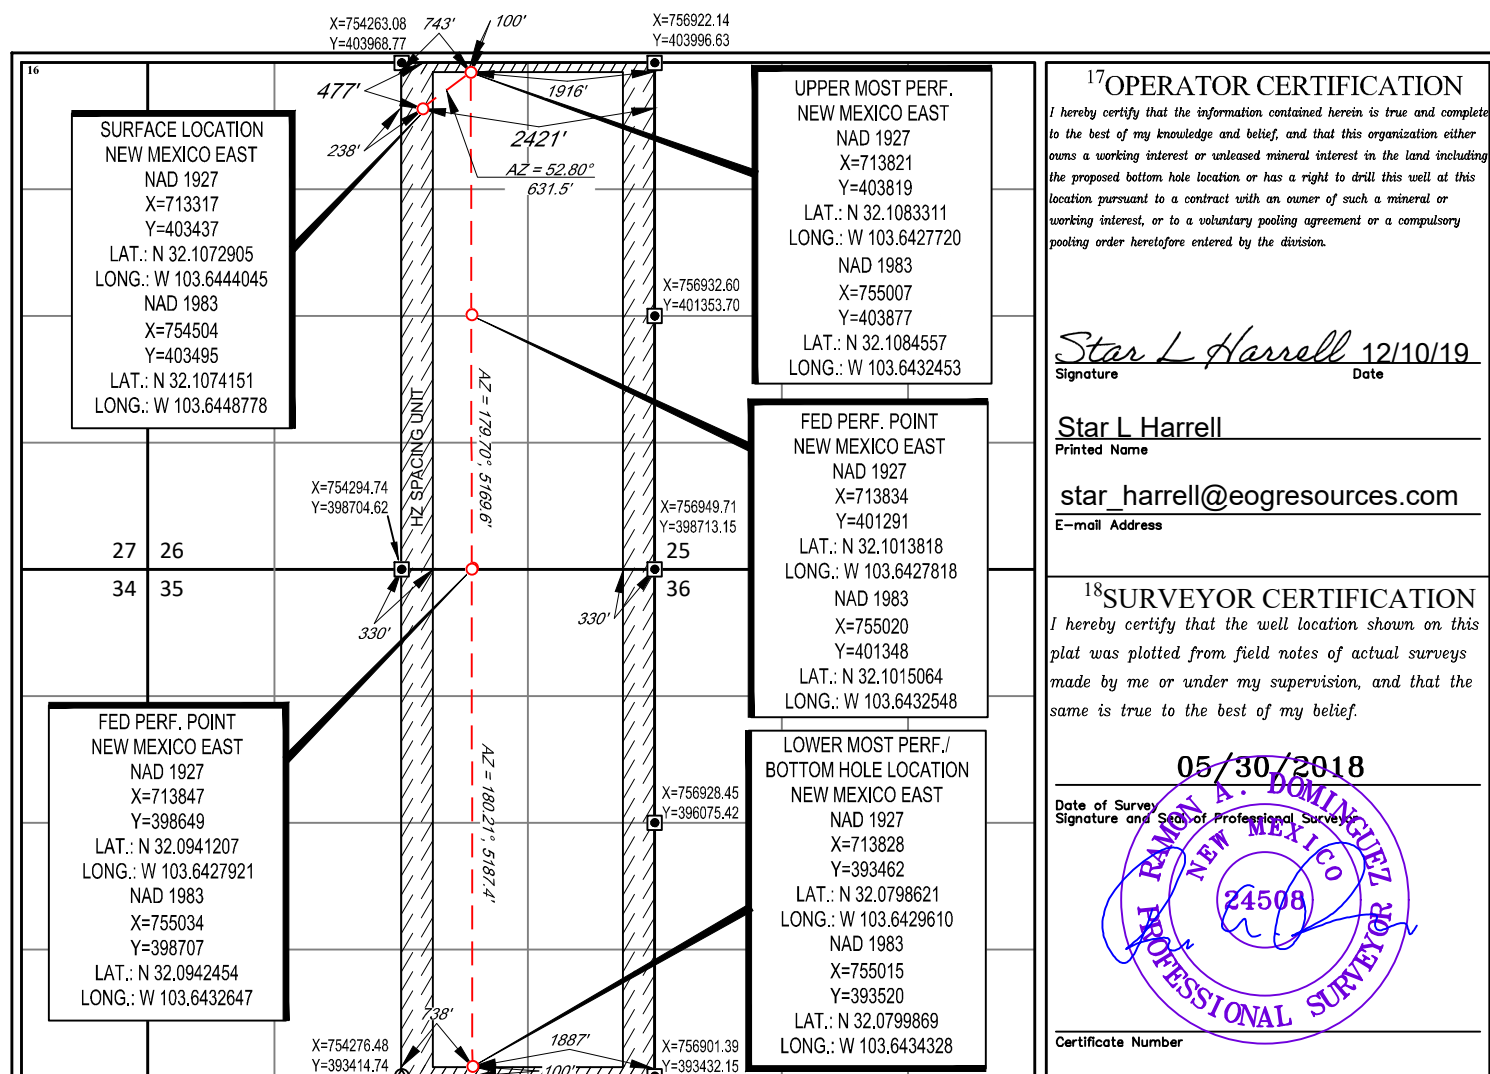 16
X=754263.08
Y=403968.77
743'
100'
X=756922.14
Y=403996.63
477'
1916'
238'
2421'
AZ = 52.80°
631.5'
SURFACE LOCATION
NEW MEXICO EAST
NAD 1927
X=713317
Y=403437
LAT.: N 32.1072905
LONG.: W 103.6444045
NAD 1983
X=754504
Y=403495
LAT.: N 32.1074151
LONG.: W 103.6448778
UPPER MOST PERF.
NEW MEXICO EAST
NAD 1927
X=713821
Y=403819
LAT.: N 32.1083311
LONG.: W 103.6427720
NAD 1983
X=755007
Y=403877
LAT.: N 32.1084557
LONG.: W 103.6432453
X=756932.60
Y=401353.70
HZ SPACING UNIT
AZ = 179.70°, 5169.6'
FED PERF. POINT
NEW MEXICO EAST
NAD 1927
X=713834
Y=401291
LAT.: N 32.1013818
LONG.: W 103.6427818
NAD 1983
X=755020
Y=401348
LAT.: N 32.1015064
LONG.: W 103.6432548
X=754294.74
Y=398704.62
X=756949.71
Y=398713.15
27 26
34 35
25
36
330'
330'
FED PERF. POINT
NEW MEXICO EAST
NAD 1927
X=713847
Y=398649
LAT.: N 32.0941207
LONG.: W 103.6427921
NAD 1983
X=755034
Y=398707
LAT.: N 32.0942454
LONG.: W 103.6432647
AZ = 180.21°, 5187.4'
X=756928.45
Y=396075.42
LOWER MOST PERF./
BOTTOM HOLE LOCATION
NEW MEXICO EAST
NAD 1927
X=713828
Y=393462
LAT.: N 32.0798621
LONG.: W 103.6429610
NAD 1983
X=755015
Y=393520
LAT.: N 32.0799869
LONG.: W 103.6434328
738'
1887'
100'
X=754276.48
Y=393414.74
X=756901.39
Y=393432.15
17OPERATOR CERTIFICATION
I hereby certify that the information contained herein is true and complete
to the best of my knowledge and belief, and that this organization either
owns a working interest or unleased mineral interest in the land including
the proposed bottom hole location or has a right to drill this well at this
location pursuant to a contract with an owner of such a mineral or
working interest, or to a voluntary pooling agreement or a compulsory
pooling order heretofore entered by the division.
Star L Harrell 12/10/19
Signature Date
Star L Harrell
Printed Name
star_harrell@eogresources.com
E-mail Address
18SURVEYOR CERTIFICATION
I hereby certify that the well location shown on this
plat was plotted from field notes of actual surveys
made by me or under my supervision, and that the
same is true to the best of my belief.
05/30/2018
Date of Survey
Signature and Seal of Professional Surveyor
RAMON A. DOMINGUEZ
NEW MEXICO
24508
PROFESSIONAL SURVEYOR
Certificate Number